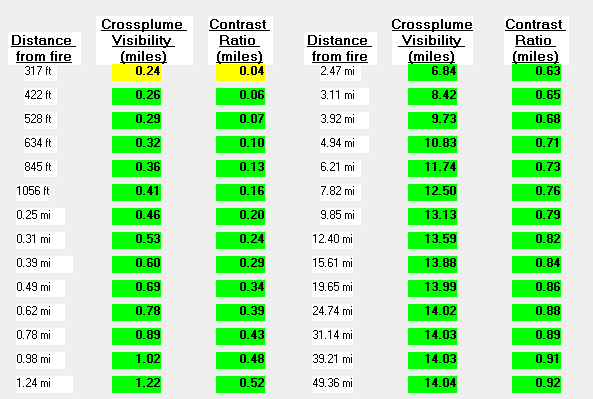 Distance from fire Crossplume Visibility (miles) Contrast Ratio (miles) Distance from fire Crossplume Visibility (miles) Contrast Ratio (miles)
317 ft 0.24 0.04 2.47 mi 6.84 0.63
422 ft 0.26 0.06 3.11 mi 8.42 0.65
528 ft 0.29 0.07 3.92 mi 9.73 0.68
634 ft 0.32 0.10 4.94 mi 10.83 0.71
845 ft 0.36 0.13 6.21 mi 11.74 0.73
1056 ft 0.41 0.16 7.82 mi 12.50 0.76
0.25 mi 0.46 0.20 9.85 mi 13.13 0.79
0.31 mi 0.53 0.24 12.40 mi 13.59 0.82
0.39 mi 0.60 0.29 15.61 mi 13.88 0.84
0.49 mi 0.69 0.34 19.65 mi 13.99 0.86
0.62 mi 0.78 0.39 24.74 mi 14.02 0.88
0.78 mi 0.89 0.43 31.14 mi 14.03 0.89
0.98 mi 1.02 0.48 39.21 mi 14.03 0.91
1.24 mi 1.22 0.52 49.36 mi 14.04 0.92